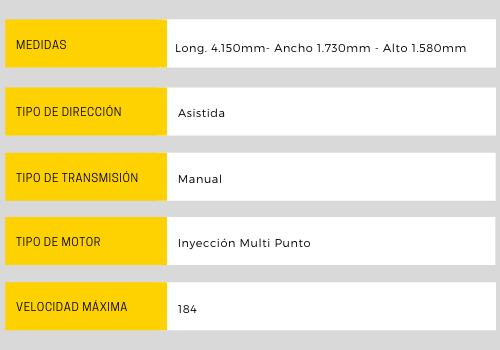 MEDIDAS
Long. 4.150mm- Ancho 1.730mm - Alto 1.580mm
TIPO DE DIRECCIÓN
Asistida
TIPO DE TRANSMISIÓN
Manual
TIPO DE MOTOR
Inyección Multi Punto
VELOCIDAD MÁXIMA
184